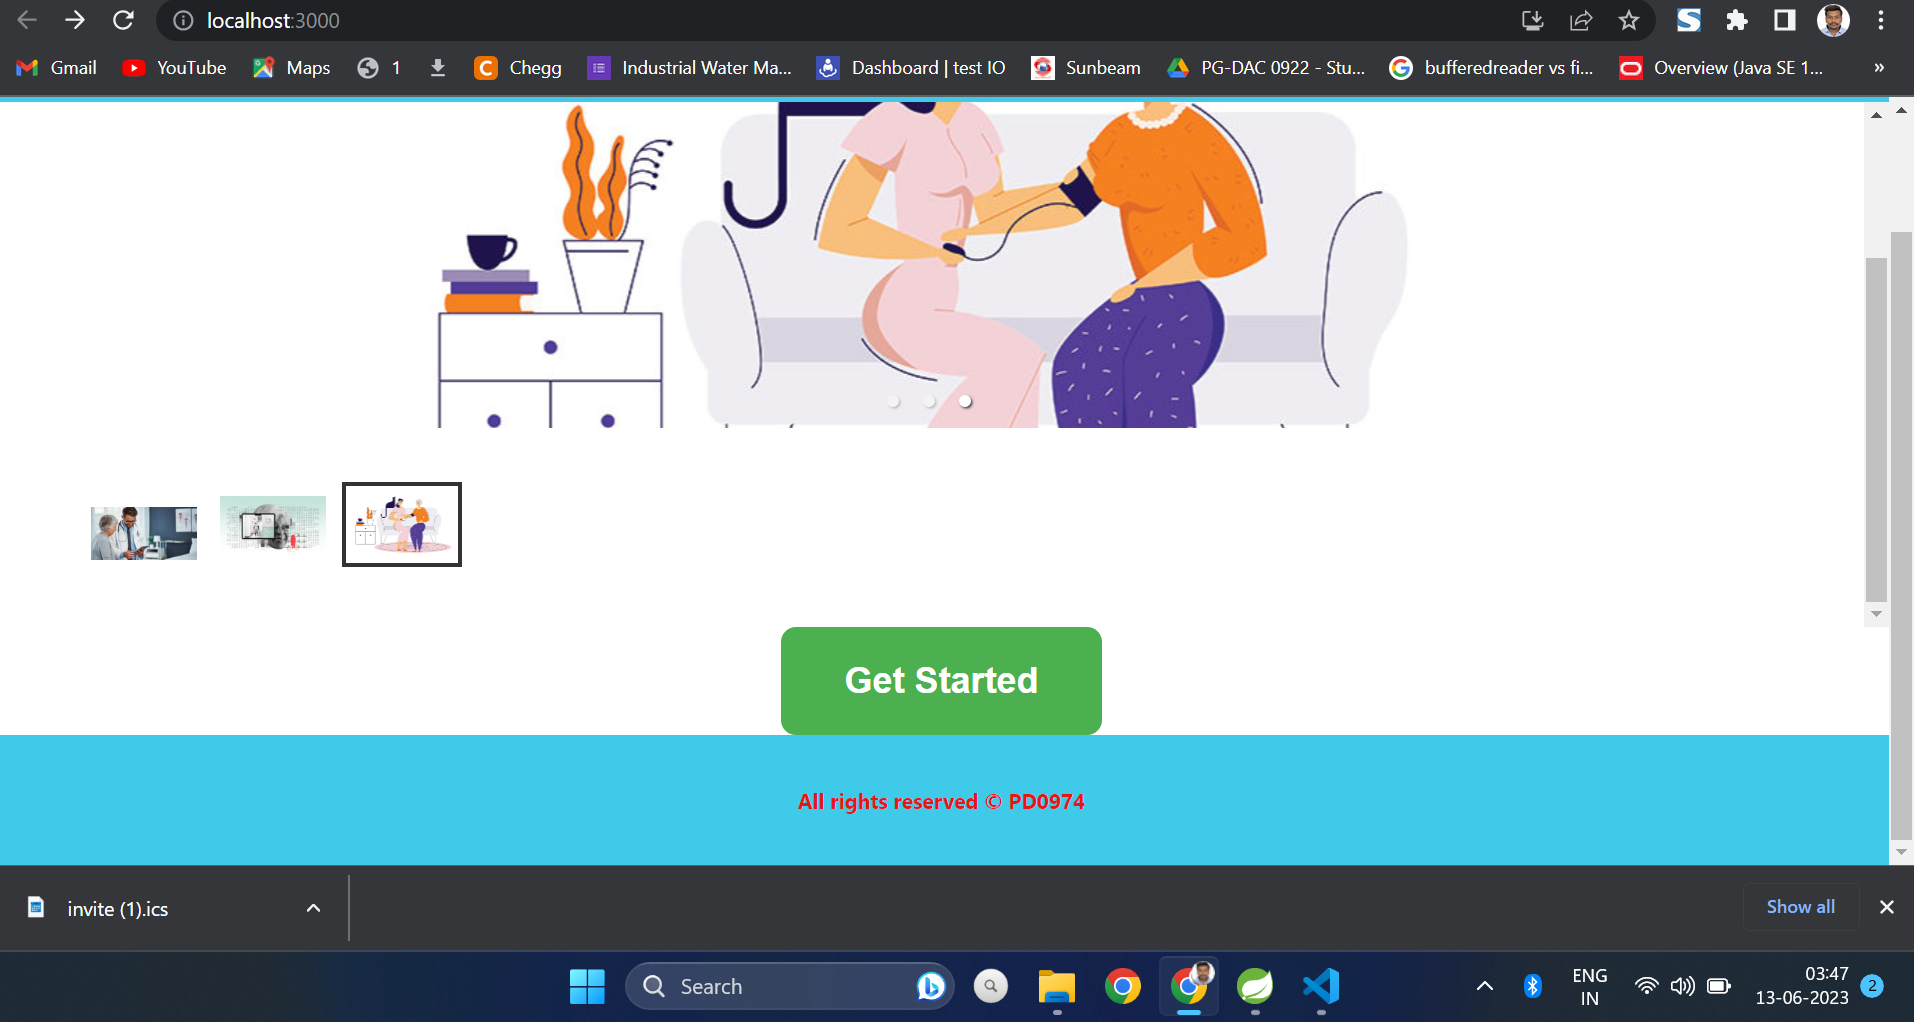 localhost:3000
Gmail YouTube Maps 1 Chegg Industrial Water Ma... Dashboard | test IO Sunbeam PG-DAC 0922 - Stu... bufferedreader vs fi... Overview (Java SE 1... »
Get Started
All rights reserved © PD0974
invite (1).ics Show all
Search ENG 03:47
IN 13-06-2023 2